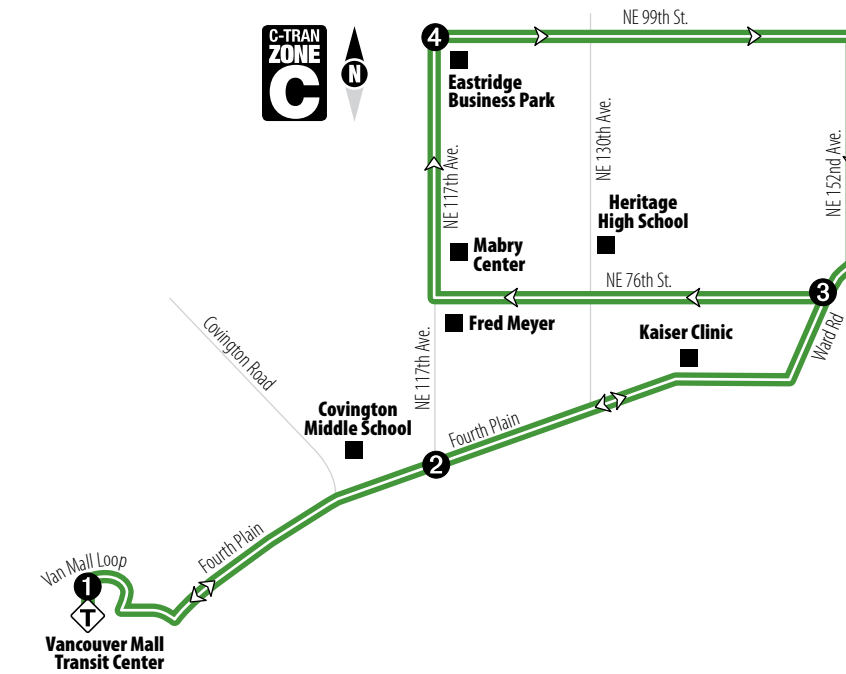 C-TRAN
ZONE
C
N
4
NE 99th St.
Eastridge
Business Park
NE 117th Ave.
NE 130th Ave.
NE 152nd Ave.
Heritage
High School
Mabry
Center
NE 76th St.
3
Fred Meyer
Kaiser Clinic
Ward Rd
Covington Road
NE 117th Ave.
Covington
Middle School
Fourth Plain
2
Fourth Plain
Van Mall Loop
1
T
Vancouver Mall
Transit Center